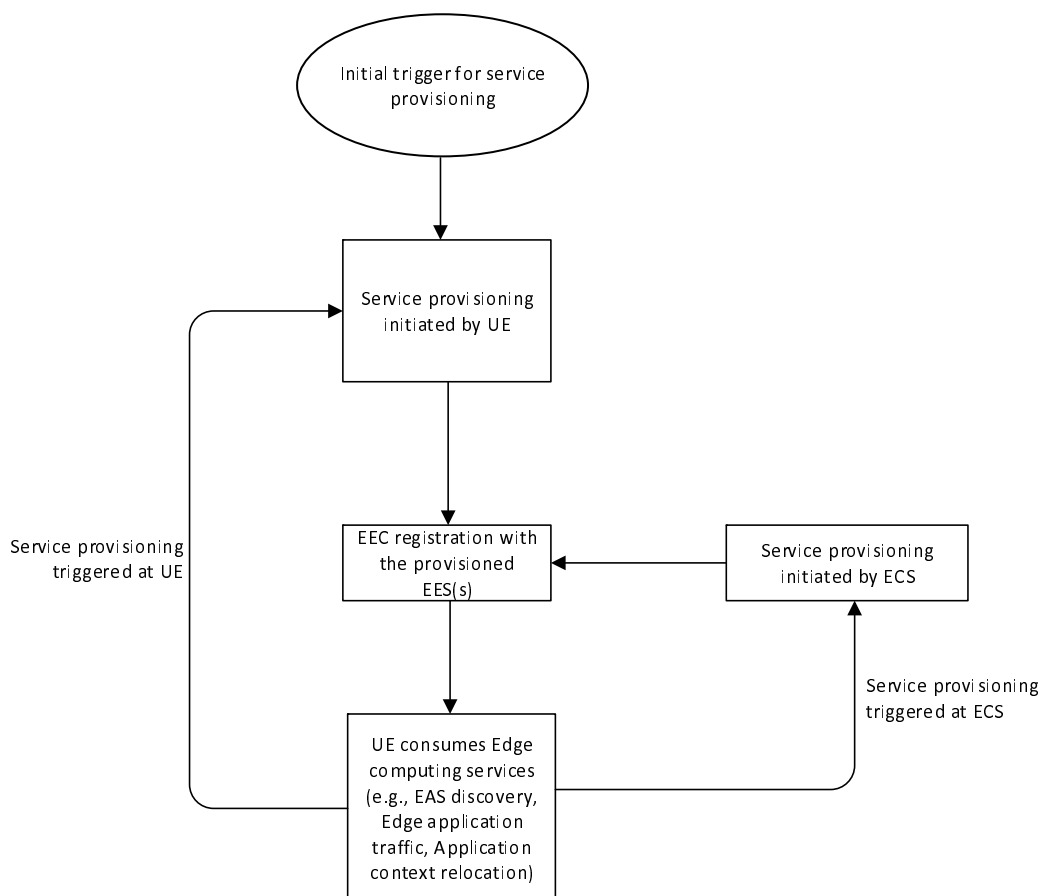 Initial trigger for service
provisioning
Service provisioning
initiated by UE
Service provisioning
triggered at UE
EEC registration with
the provisioned
EES(s)
Service provisioning
initiated by ECS
Service provisioning
triggered at ECS
UE consumes Edge
computing services
(e.g., EAS discovery,
Edge application
traffic, Application
context relocation)